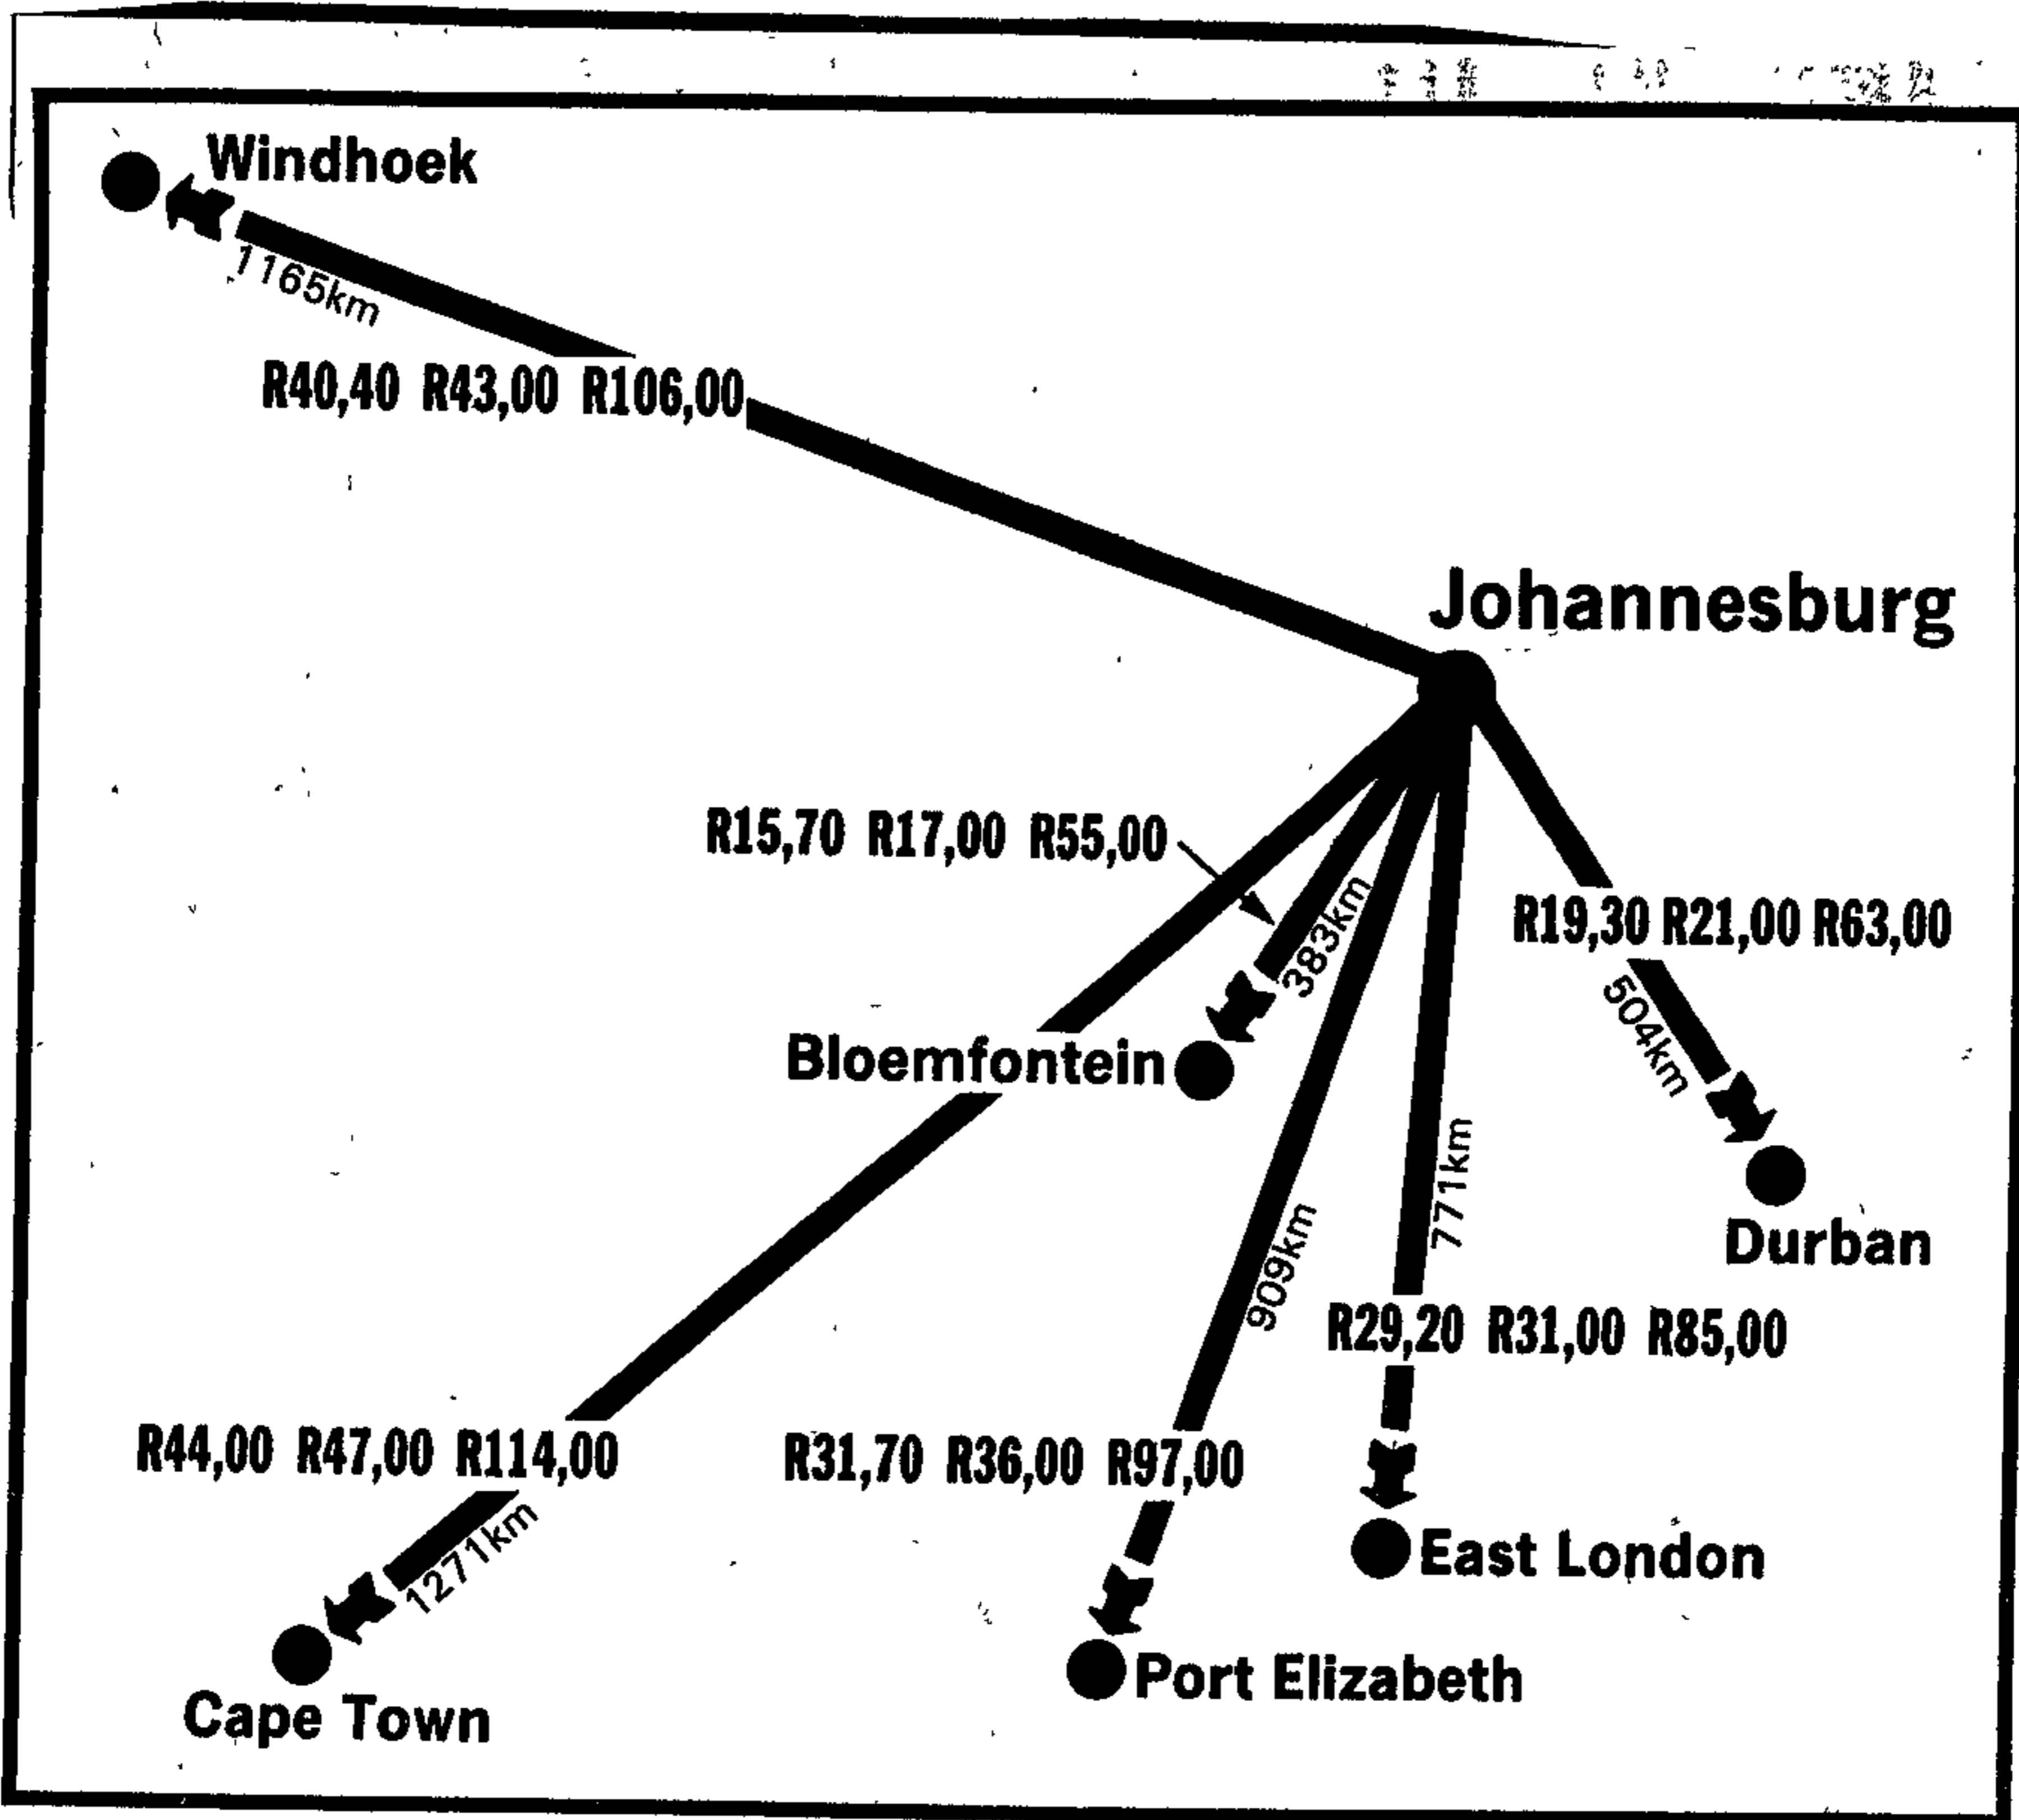 Windhoek
1165km
R40,40 R43,00 R106,00
Johannesburg
R15,70 R17,00 R55,00
383km
R19,30 R21,00 R63,00
504km
Bloemfontein
771km
Durban
909km
R29,20 R31,00 R85,00
R44,00 R47,00 R114,00
R31,70 R36,00 R97,00
1271km
East London
Port Elizabeth
Cape Town